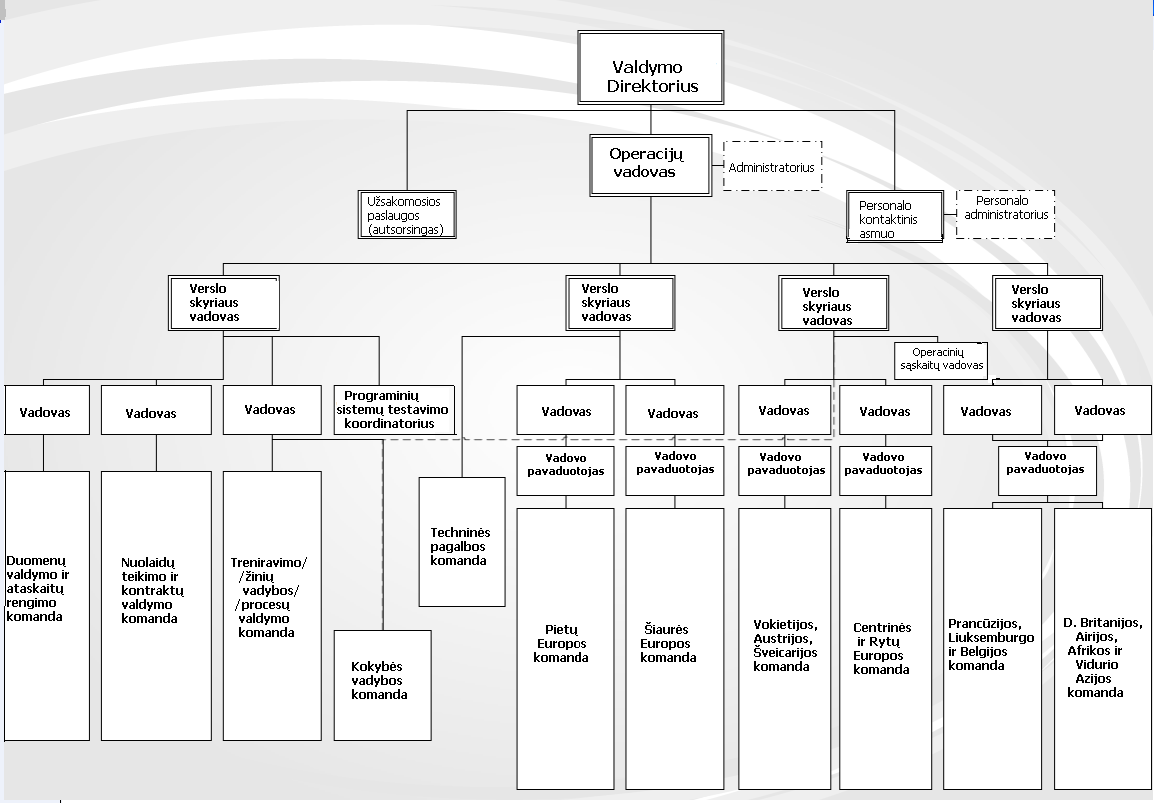 Valdymo
Direktorius
Operacijų
vadovas
Administratorius
Užsakomosios
paslaugos
(autsorsingas)
Personalo
kontaktinis
asmuo
Personalo
administratorius
Verslo
skyriaus
vadovas
Verslo
skyriaus
vadovas
Verslo
skyriaus
vadovas
Verslo
skyriaus
vadovas
Operacinių
sąskaitų vadovas
Vadovas
Vadovas
Vadovas
Programinių
sistemų testavimo
koordinatorius
Vadovas
Vadovas
Vadovas
Vadovas
Vadovas
Vadovas
Vadovo
pavaduotojas
Vadovo
pavaduotojas
Vadovo
pavaduotojas
Vadovo
pavaduotojas
Vadovo
pavaduotojas
Duomenų
valdymo ir
ataskaitų
rengimo
komanda
Nuolaidų
teikimo ir
kontraktų
valdymo
komanda
Treniravimo/
/žinių
vadybos/
/procesų
valdymo
komanda
Kokybės
vadybos
komanda
Techninės
pagalbos
komanda
Pietų
Europos
komanda
Šiaurės
Europos
komanda
Vokietijos,
Austrijos,
Šveicarijos
komanda
Centrinės
ir Rytų
Europos
komanda
Prancūzijos,
Liuksemburgo
ir Belgijos
komanda
D. Britanijos,
Airijos,
Afrikos ir
Vidurio
Azijos
komanda